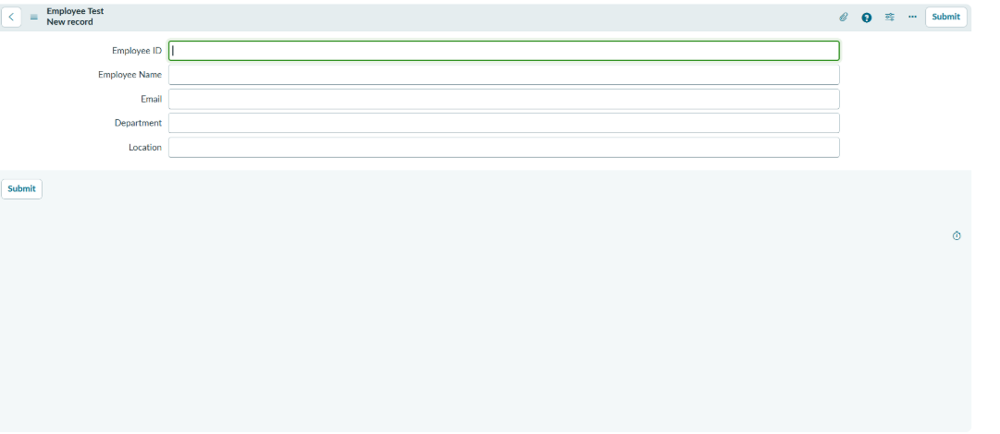 Employee Test
New record
Submit
Employee ID
Employee Name
Email
Department
Location
Submit